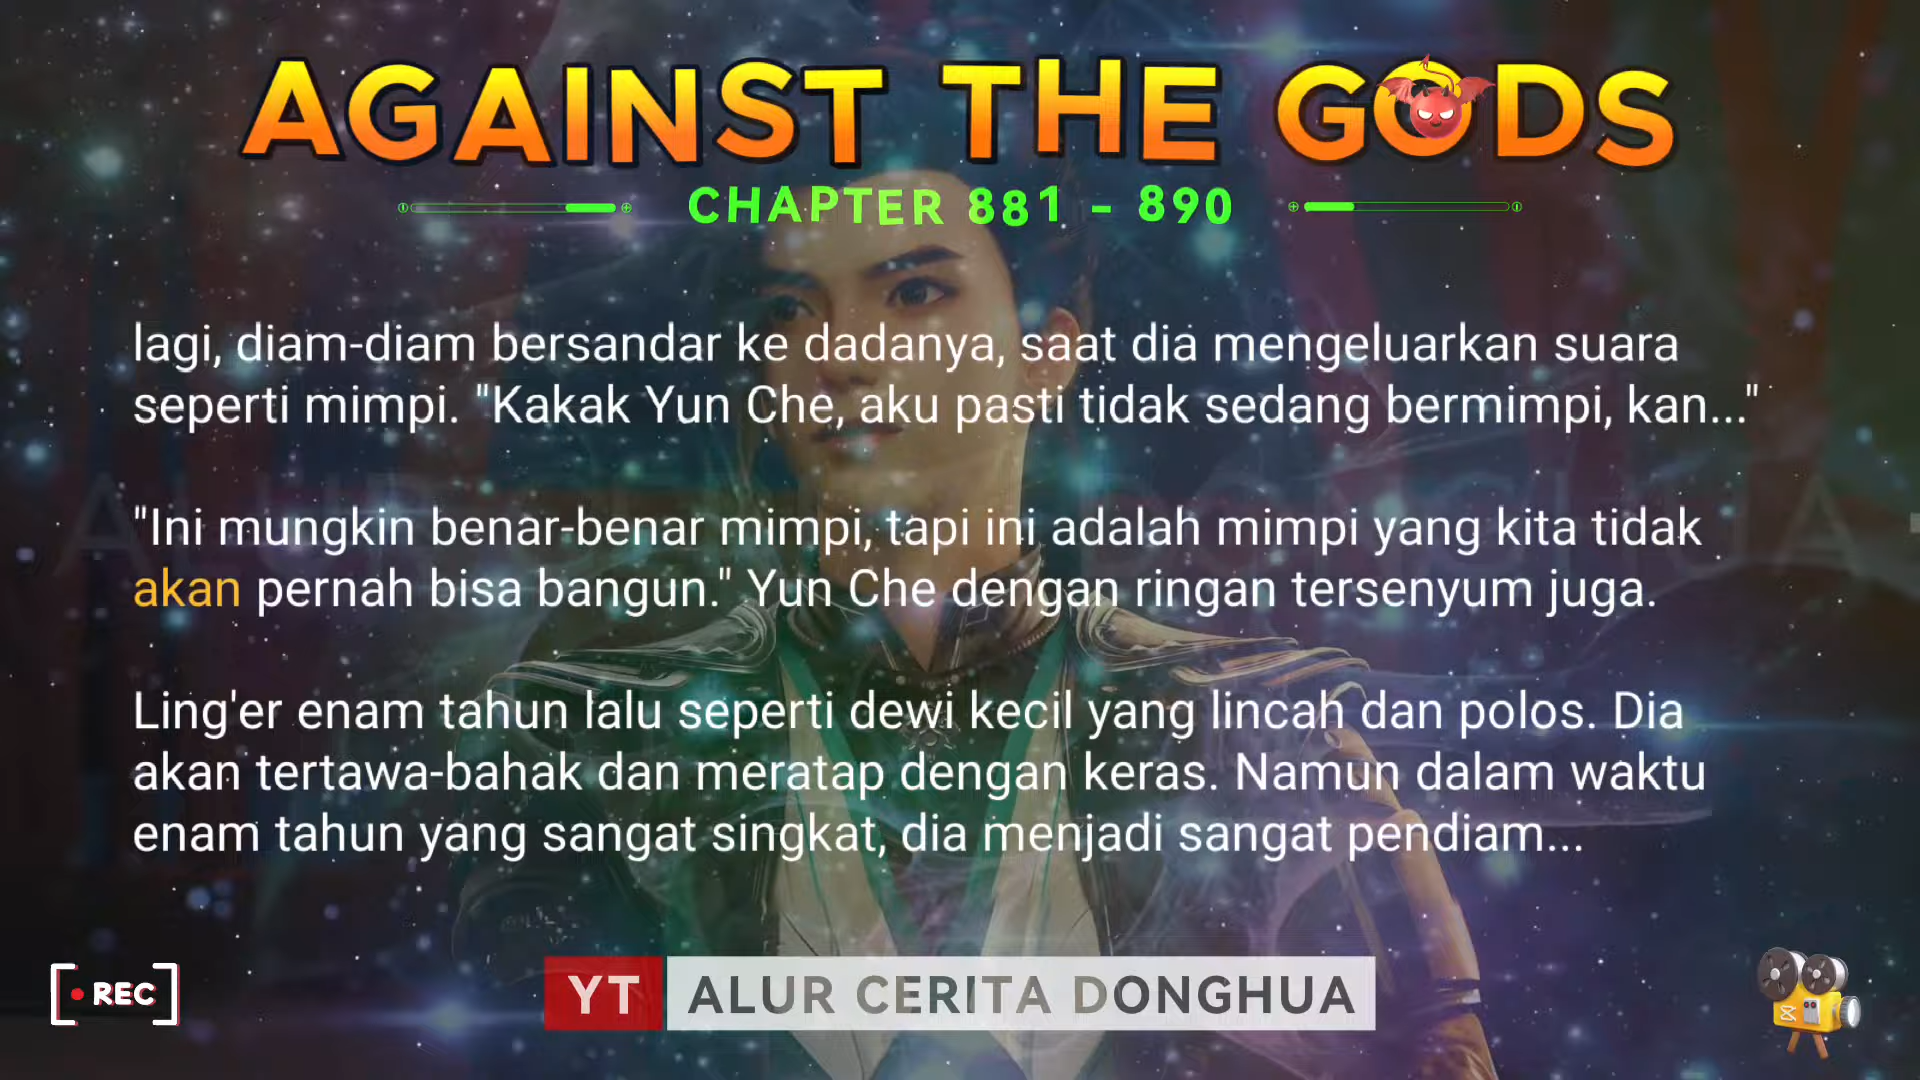 AGAINST THE GODS
CHAPTER 881 - 890
lagi, diam-diam bersandar ke dadanya, saat dia mengeluarkan suara
seperti mimpi. "Kakak Yun Che, aku pasti tidak sedang bermimpi, kan..."
"Ini mungkin benar-benar mimpi, tapi ini adalah mimpi yang kita tidak
akan pernah bisa bangun." Yun Che dengan ringan tersenyum juga.
Ling'er enam tahun lalu seperti dewi kecil yang lincah dan polos. Dia
akan tertawa-bahak dan meratap dengan keras. Namun dalam waktu
enam tahun yang sangat singkat, dia menjadi sangat pendiam...
REC
YT ALUR CERITA DONGHUA